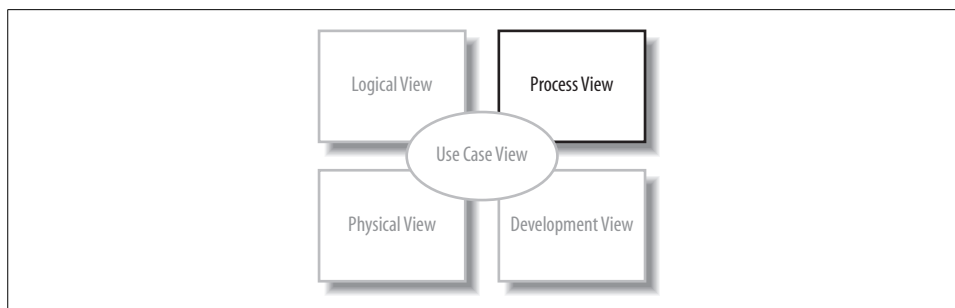 Logical View
Process View
Use Case View
Physical View
Development View